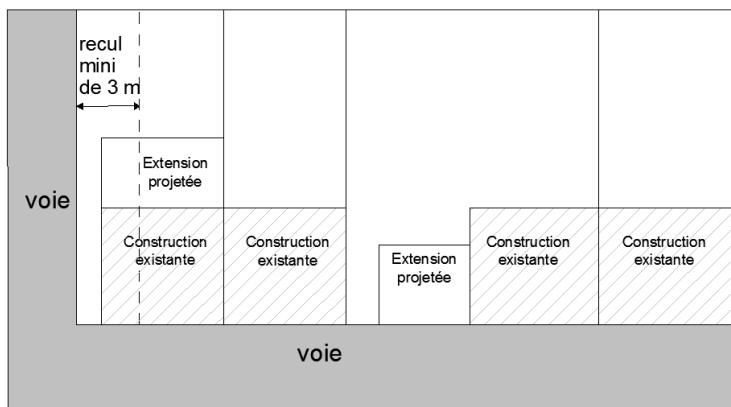 recul
mini
de 3 m
Extension
projetée
voie
Construction
existante
Construction
existante
Extension
projetée
Construction
existante
Construction
existante
voie